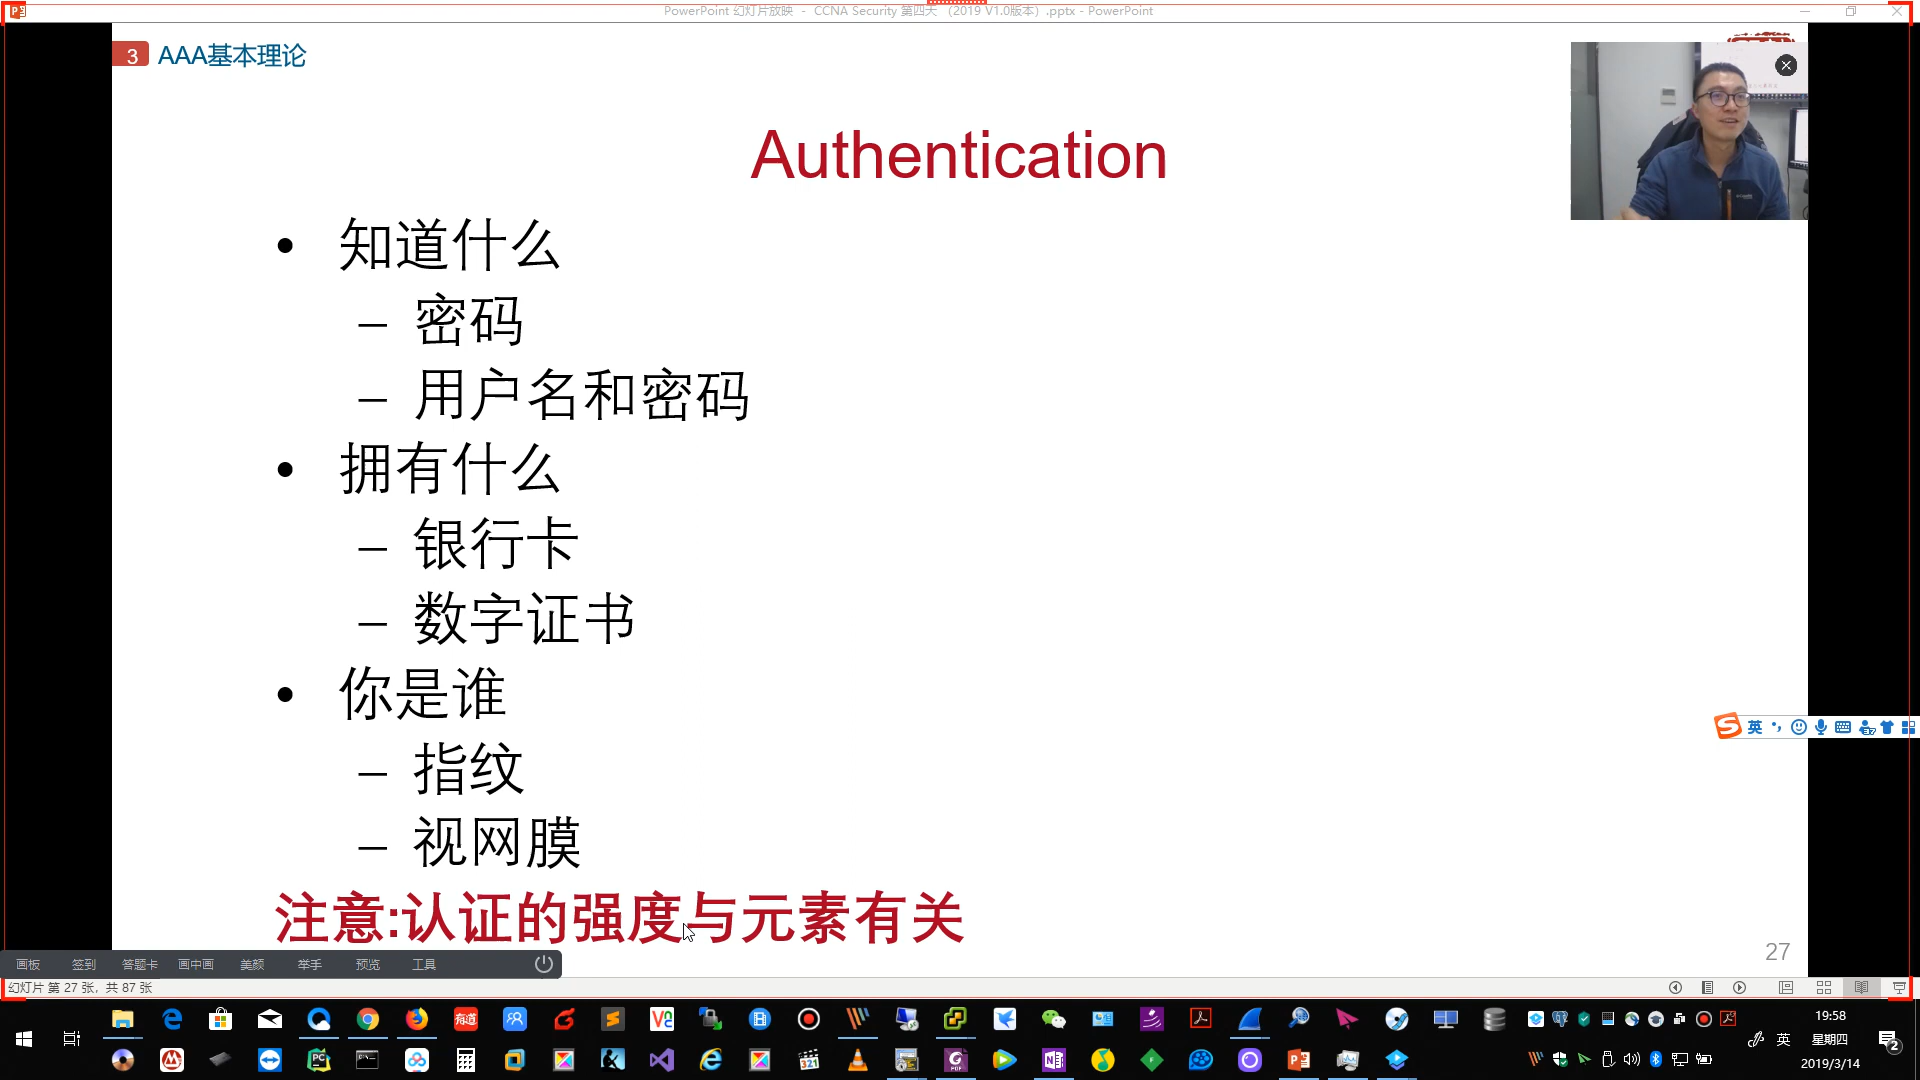 PowerPoint 幻灯片放映 - CCNA Security 第四天 （2019 V1.0版本）.pptx - PowerPoint
3 AAA基本理论
Authentication
• 知道什么
– 密码
– 用户名和密码
• 拥有什么
– 银行卡
– 数字证书
• 你是谁
– 指纹
– 视网膜
注意:认证的强度与元素有关
27
英
画板 签到 答题卡 画中画 美颜 举手 预览 工具
幻灯片 第 27 张，共 87 张
有道
19:58
英 星期四
2
321
2019/3/14